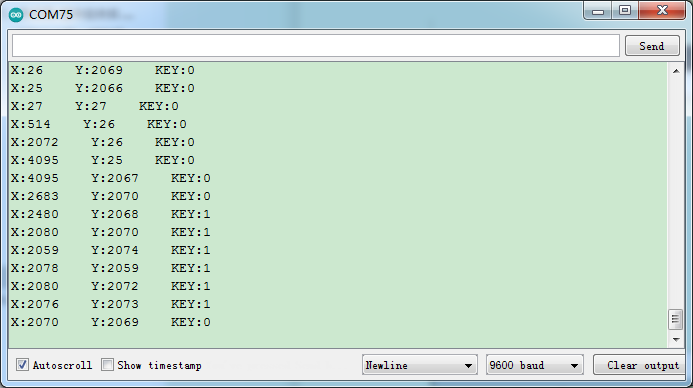 COM75
Send
X:26 Y:2069 KEY:0
X:25 Y:2066 KEY:0
X:27 Y:27 KEY:0
X:514 Y:26 KEY:0
X:2072 Y:26 KEY:0
X:4095 Y:25 KEY:0
X:4095 Y:2067 KEY:0
X:2683 Y:2070 KEY:0
X:2480 Y:2068 KEY:1
X:2080 Y:2070 KEY:1
X:2059 Y:2074 KEY:1
X:2078 Y:2059 KEY:1
X:2080 Y:2072 KEY:1
X:2076 Y:2073 KEY:1
X:2070 Y:2069 KEY:0
Autoscroll Show timestamp Newline 9600 baud Clear output